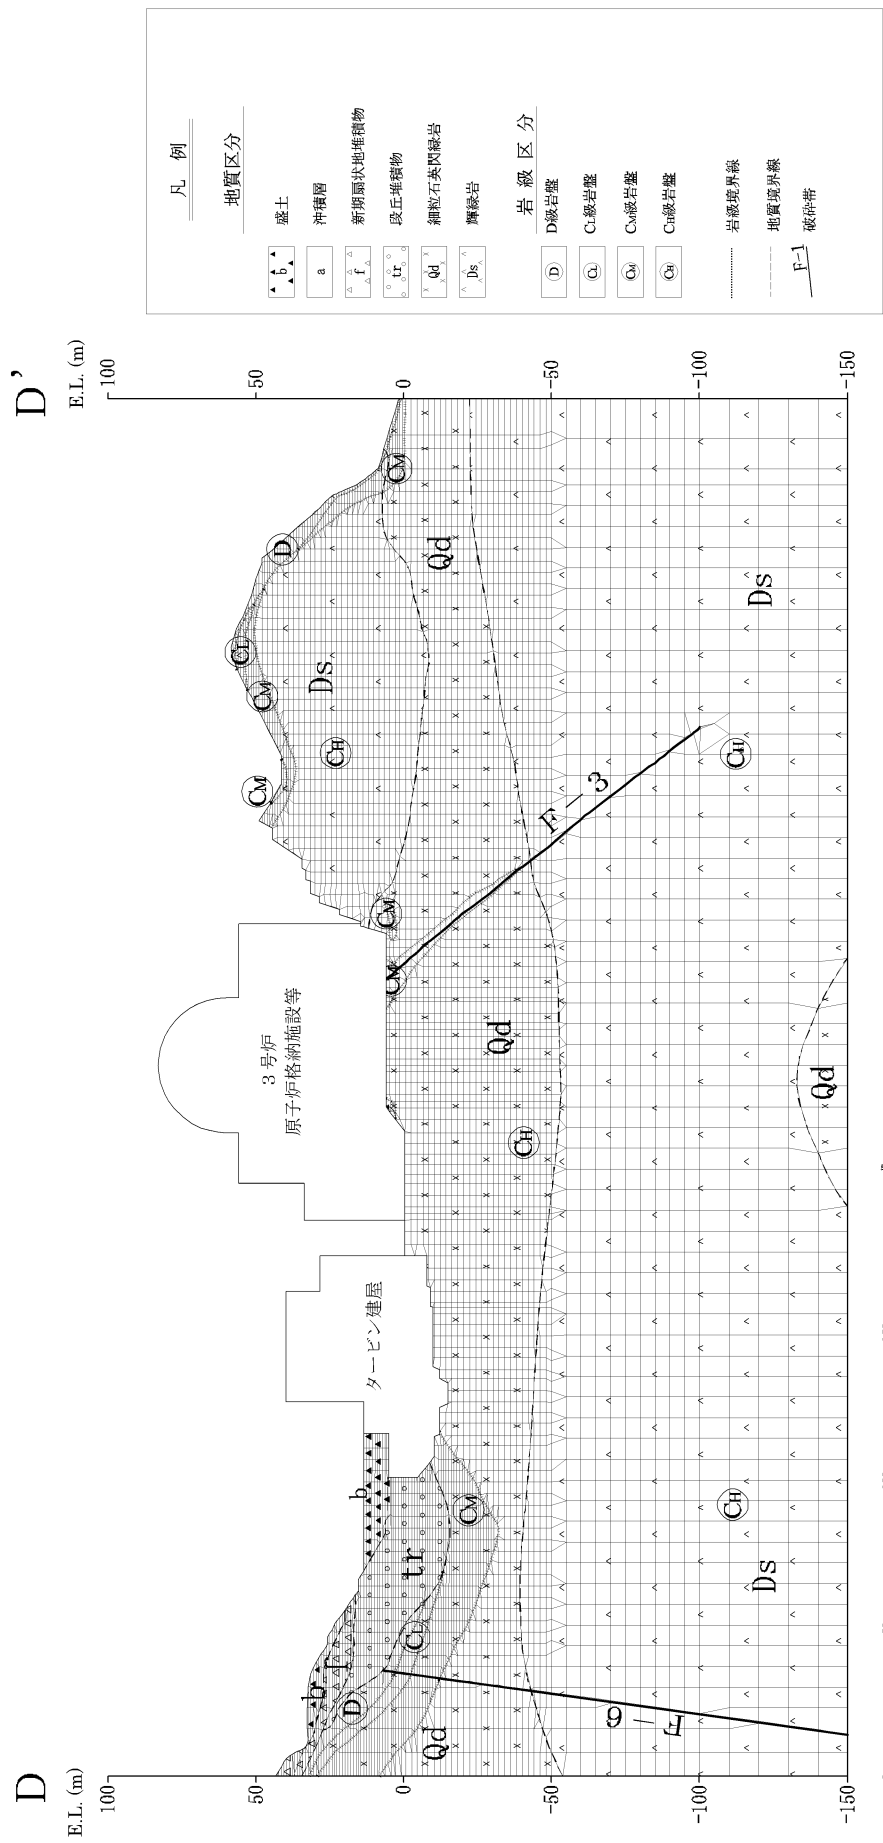 D
D'
E.L. (m)
E.L. (m)
100
50
0
-50
-100
-150
100
50
0
-50
-100
-150
3号炉
原子炉格納施設等
タービン建屋
b
b
f
tr
D
CL
CM
Qd
F-6
Ds
CH
CH
Qd
CM
CM
F-3
CH
Qd
CM
CH
Ds
CM
CL
D
CM
Qd
Ds
凡 例
地質区分
b 盛土
a 沖積層
f 新期扇状地堆積物
tr 段丘堆積物
Qd 細粒石英閃緑岩
Ds 輝緑岩
岩 級 区 分
D D級岩盤
CL CL級岩盤
CM CM級岩盤
CH CH級岩盤
岩級境界線
地質境界線
F-1 破砕帯